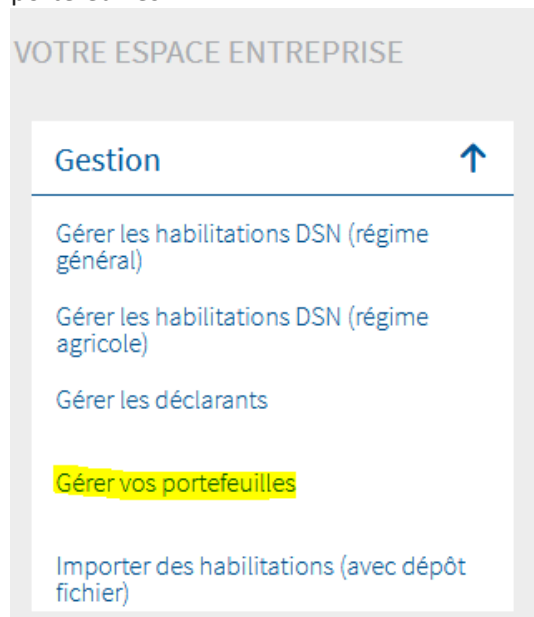 VOTRE ESPACE ENTREPRISE
Gestion
Gérer les habilitations DSN (régime
général)
Gérer les habilitations DSN (régime
agricole)
Gérer les déclarants
Gérer vos portefeuilles
Importer des habilitations (avec dépôt
fichier)